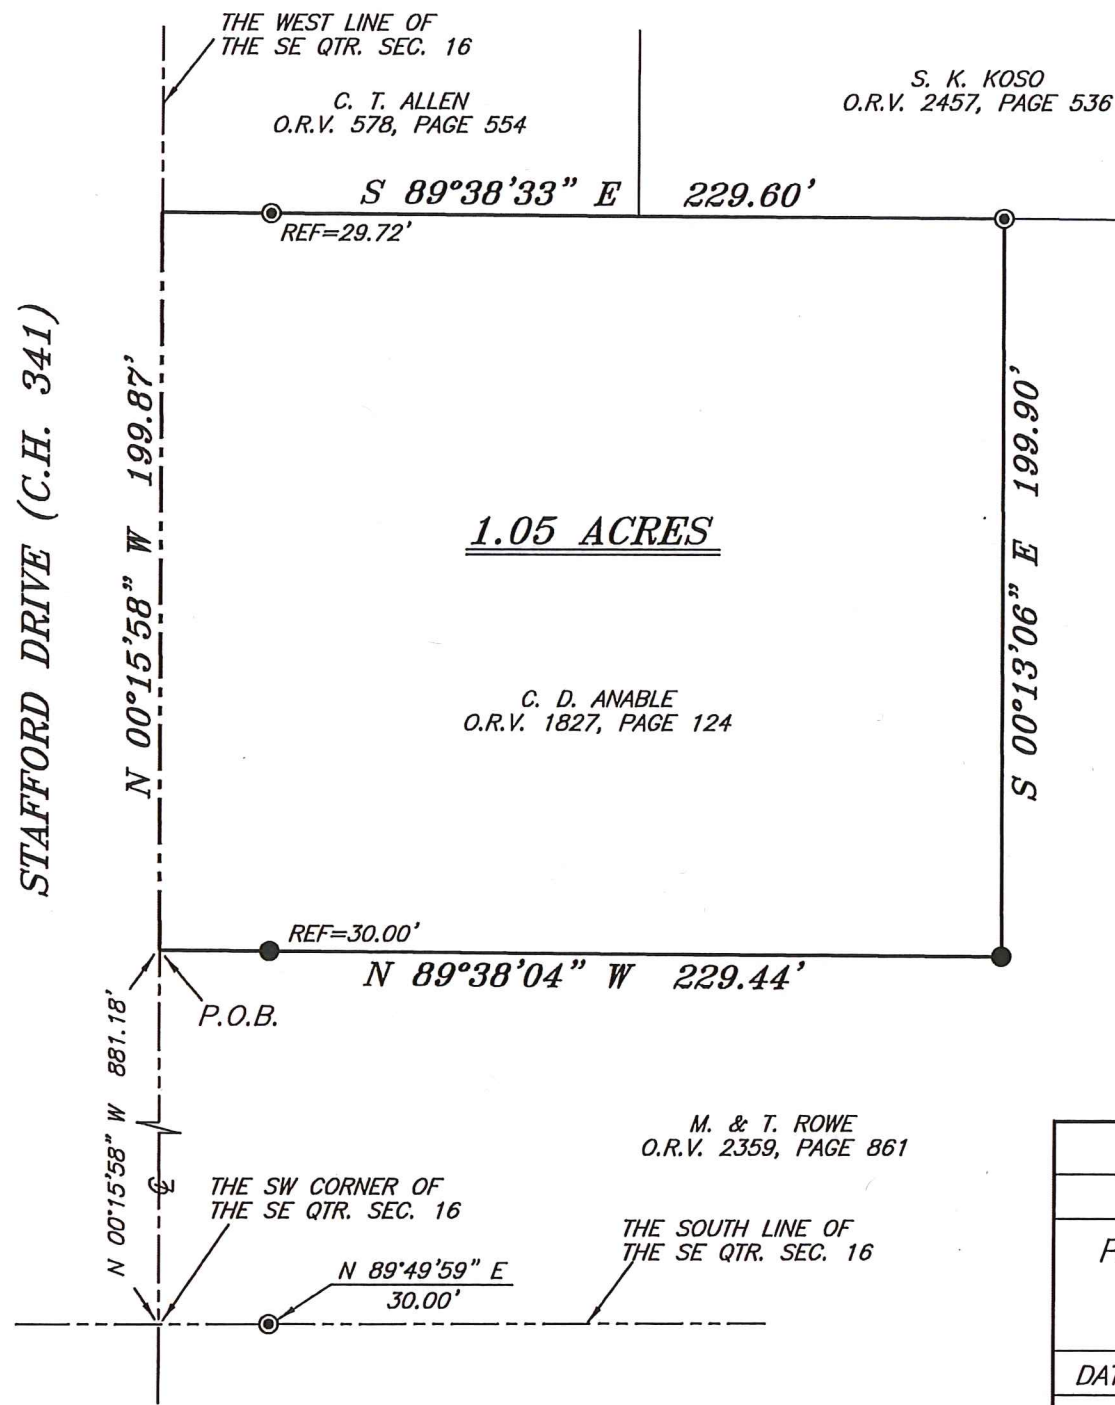 THE WEST LINE OF
THE SE QTR. SEC. 16
C. T. ALLEN
O.R.V. 578, PAGE 554
S. K. KOSO
O.R.V. 2457, PAGE 536
S 89°38'33" E 229.60'
REF=29.72'
STAFFORD DRIVE (C.H. 341)
N 00°15'58" W 199.87'
S 00°13'06" E 199.90'
1.05 ACRES
C. D. ANABLE
O.R.V. 1827, PAGE 124
REF=30.00'
N 89°38'04" W 229.44'
P.O.B.
N 00°15'58" W 881.18'
M. & T. ROWE
O.R.V. 2359, PAGE 861
THE SW CORNER OF
THE SE QTR. SEC. 16
THE SOUTH LINE OF
THE SE QTR. SEC. 16
N 89°49'59" E
30.00'